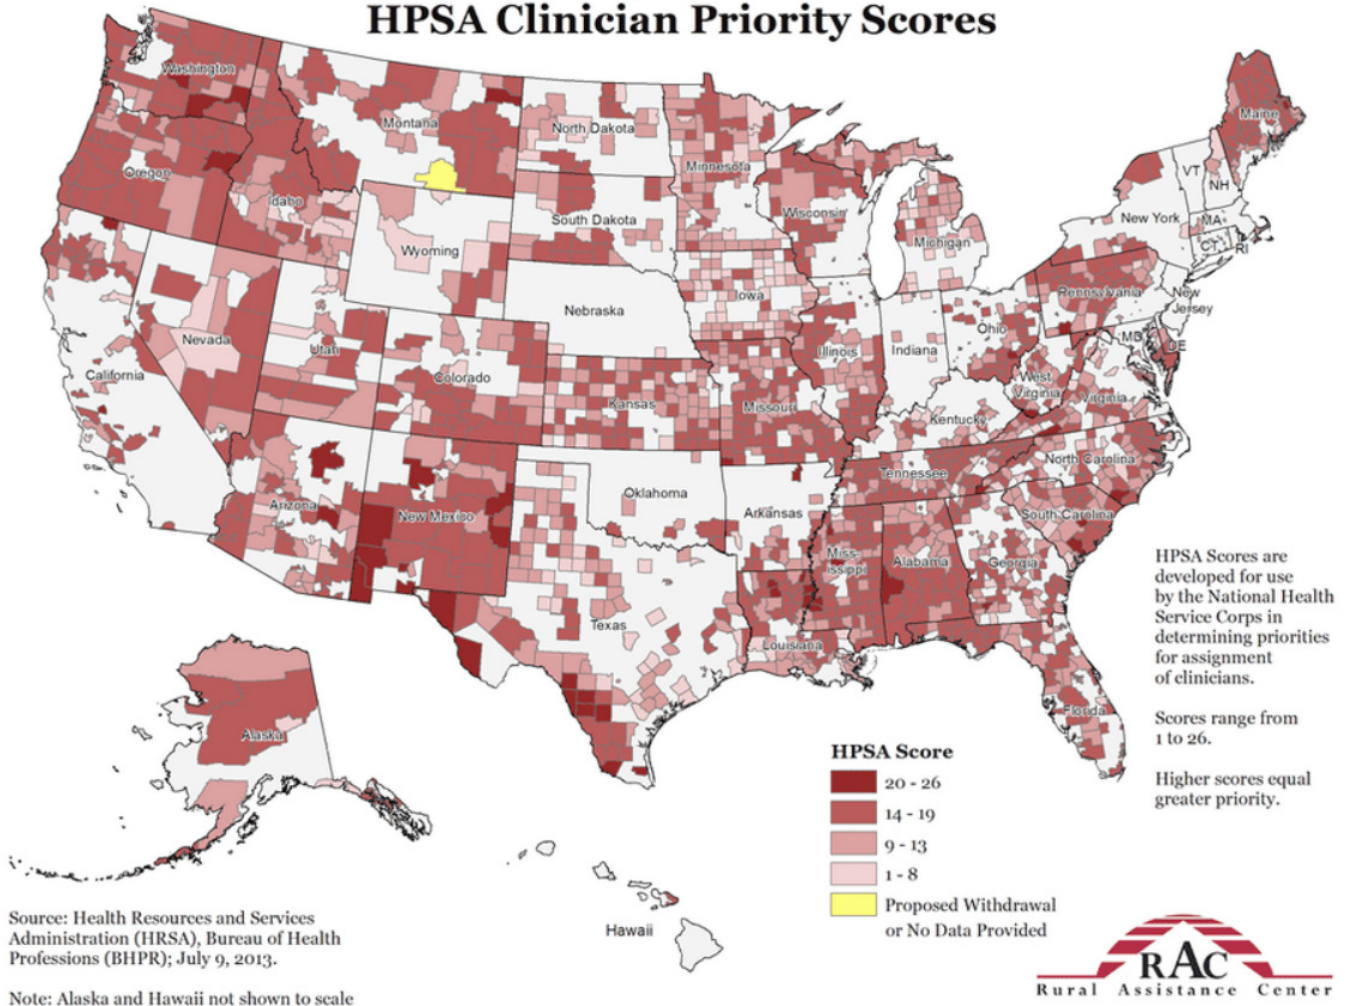 HPSA Clinician Priority Scores
Washington
Oregon
Idaho
Montana
North Dakota
Minnesota
South Dakota
Wyoming
Nebraska
Iowa
Wisconsin
Michigan
Maine
VT
NH
New York
MA
CT
RI
Pennsylvania
New
Jersey
MD
DE
Ohio
Indiana
Illinois
West
Virginia
Virginia
Kentucky
Nevada
Utah
Colorado
California
Kansas
Missouri
North Carolina
Tennessee
South Carolina
Arizona
New Mexico
Oklahoma
Arkansas
Miss-
issippi
Alabama
Georgia
Texas
Louisiana
Florida
Alaska
Hawaii
HPSA Scores are
developed for use
by the National Health
Service Corps in
determining priorities
for assignment
of clinicians.
Scores range from
1 to 26.
Higher scores equal
greater priority.
HPSA Score
20 - 26
14 - 19
9 - 13
1 - 8
Proposed Withdrawal
or No Data Provided
Source: Health Resources and Services
Administration (HRSA), Bureau of Health
Professions (BHPR); July 9, 2013.
Note: Alaska and Hawaii not shown to scale
RAC
Rural Assistance Center